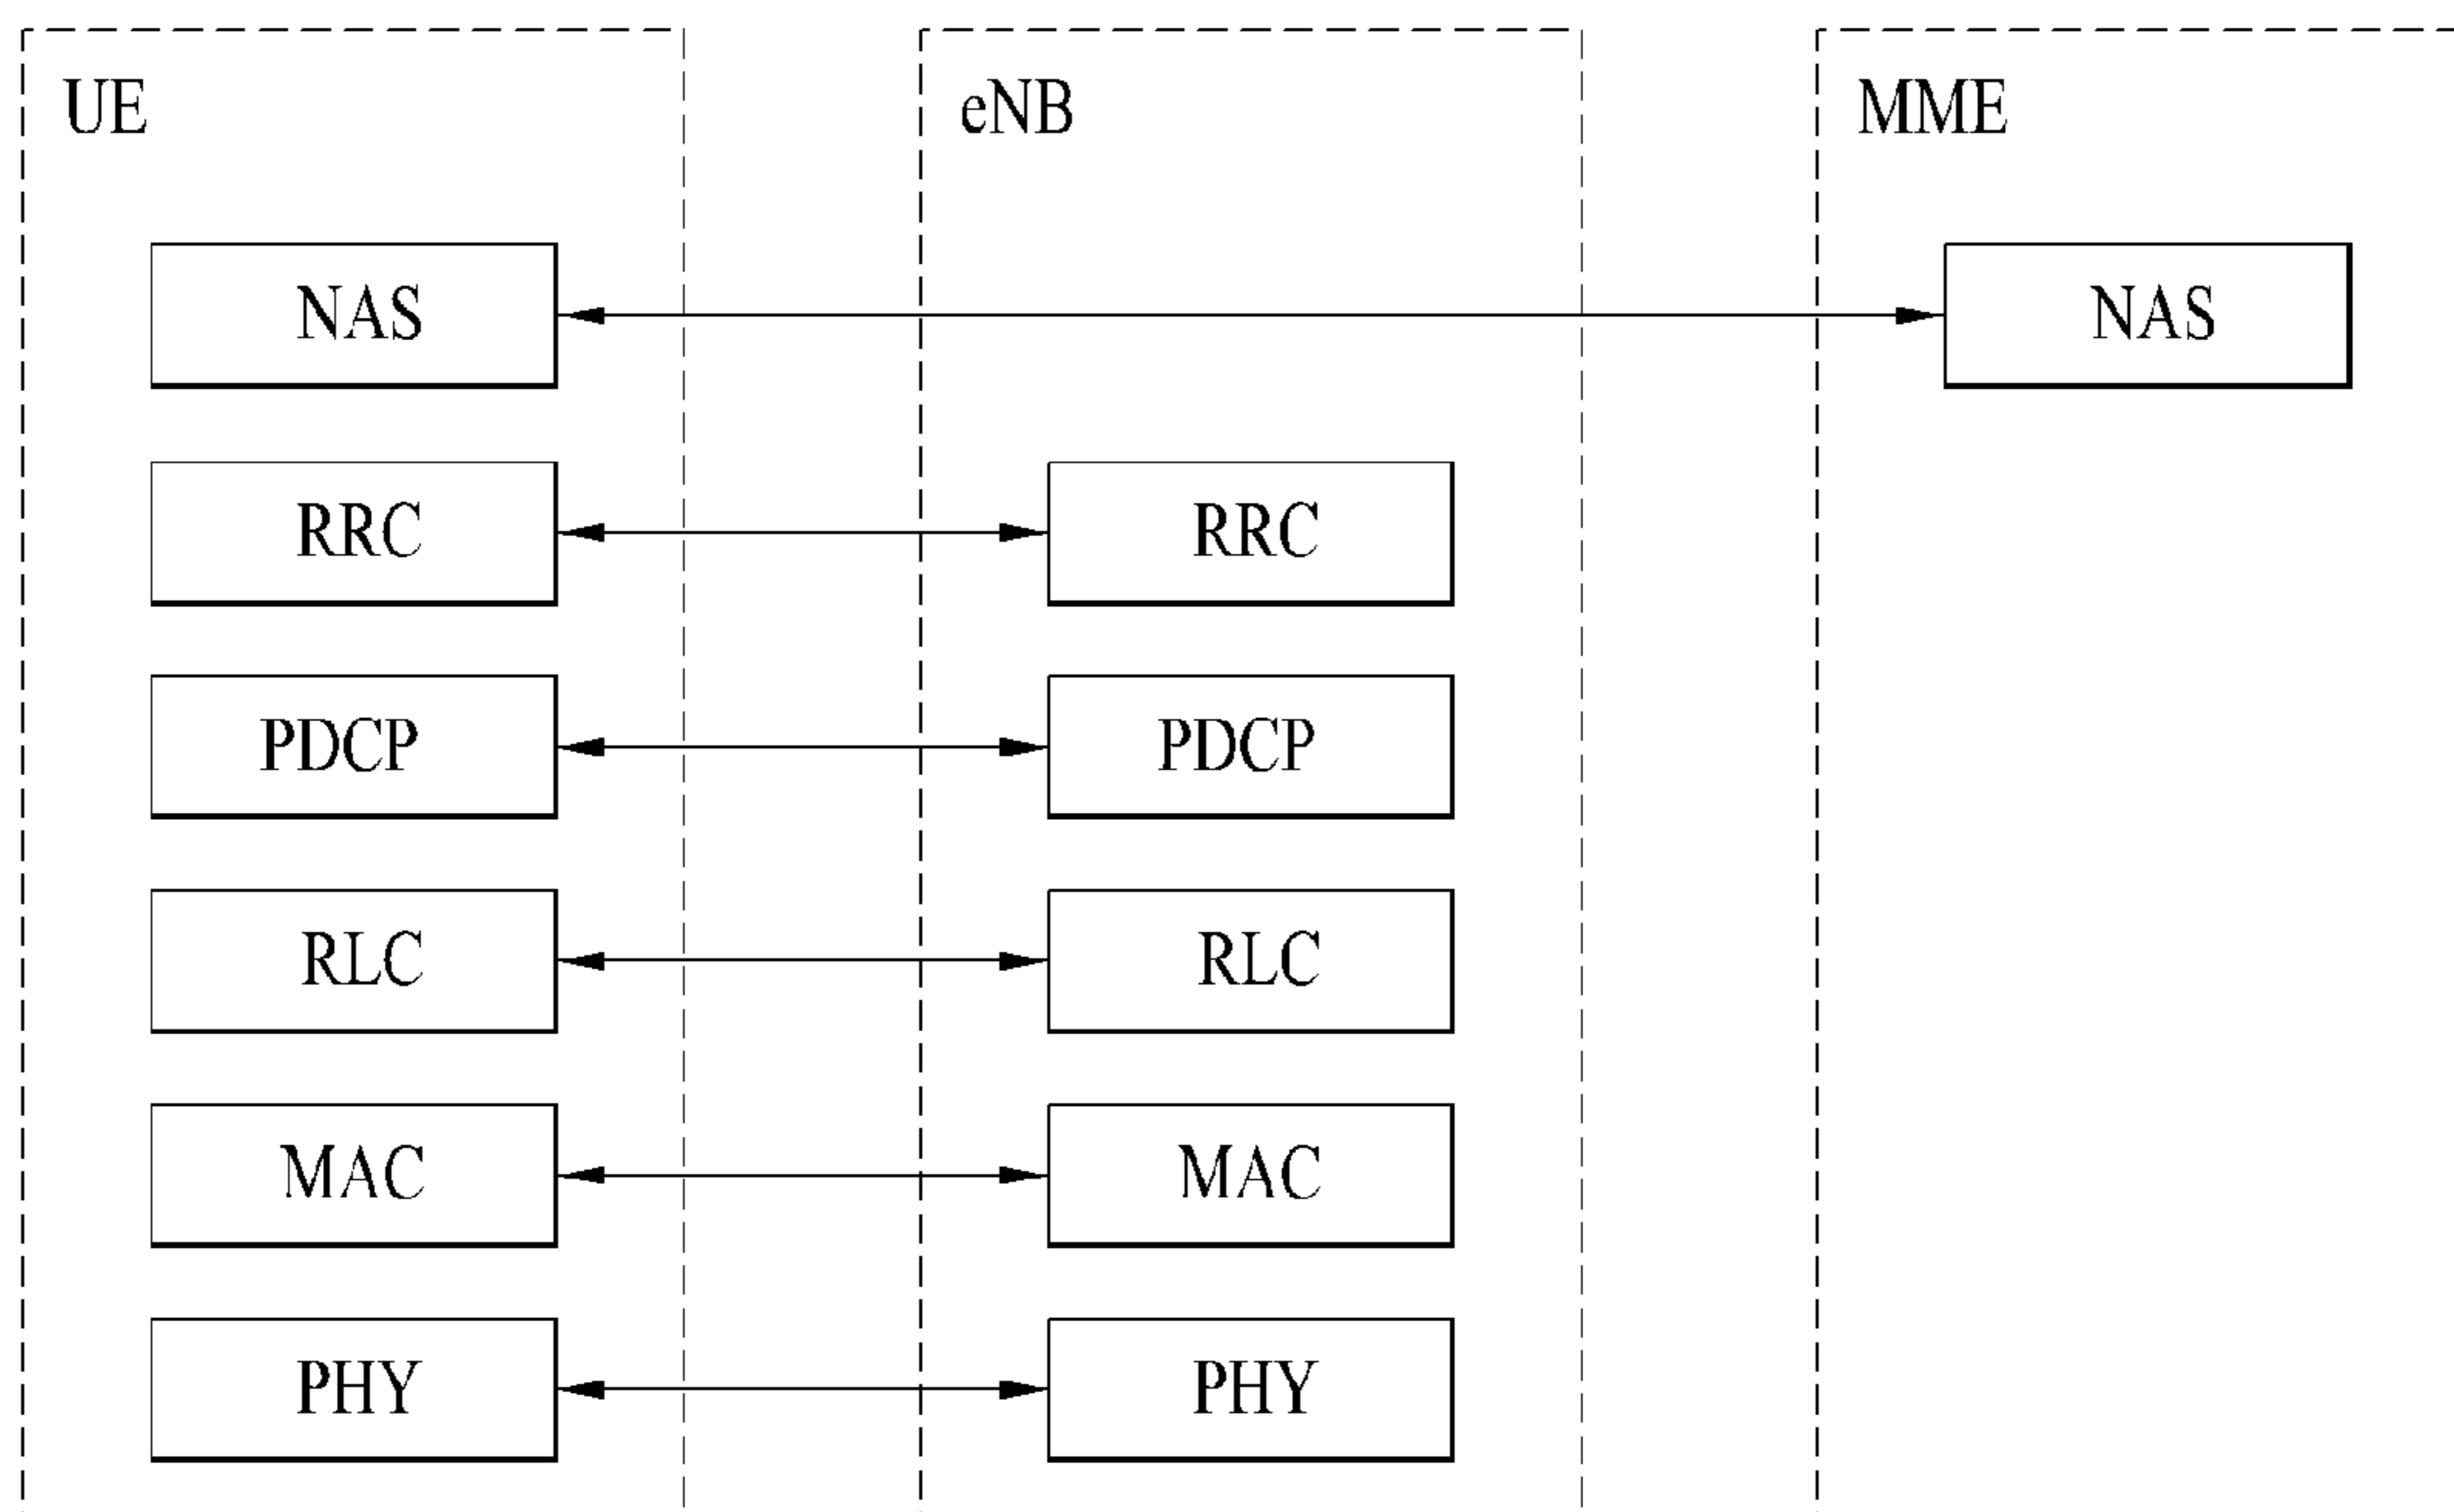 UE eNB MME
NAS NAS
RRC RRC
PDCP PDCP
RLC RLC
MAC MAC
PHY PHY